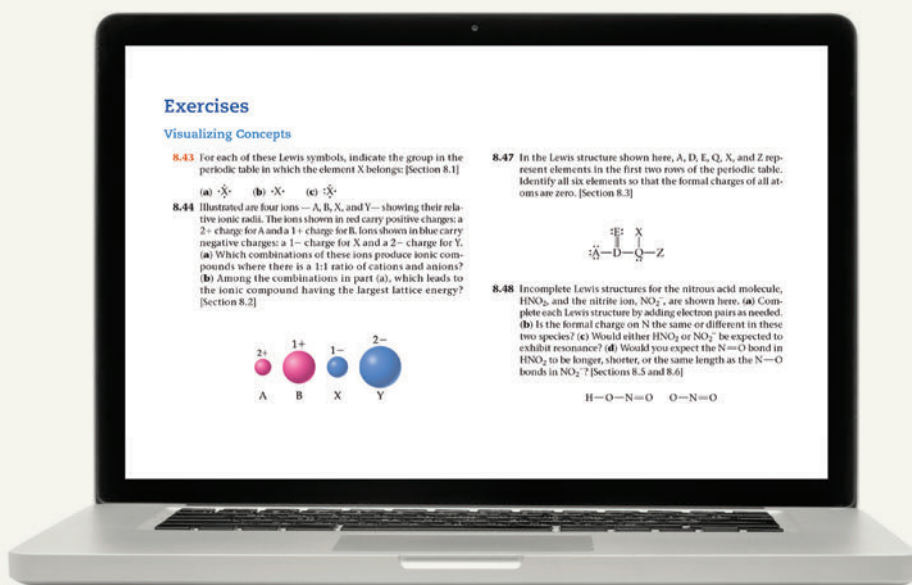 Exercises
Visualizing Concepts
8.43 For each of these Lewis symbols, indicate the group in the
periodic table in which the element X belongs: [Section 8.1]
(a) ·Ẋ· (b) ·X· (c) :Ẋ·
8.44 Illustrated are four ions — A, B, X, and Y— showing their rela-
tive ionic radii. The ions shown in red carry positive charges: a
2+ charge for A and a 1+ charge for B. Ions shown in blue carry
negative charges: a 1− charge for X and a 2− charge for Y.
(a) Which combinations of these ions produce ionic com-
pounds where there is a 1:1 ratio of cations and anions?
(b) Among the combinations in part (a), which leads to
the ionic compound having the largest lattice energy?
[Section 8.2]
2+ 1+ 1− 2−
A B X Y
8.47 In the Lewis structure shown here, A, D, E, Q, X, and Z rep-
resent elements in the first two rows of the periodic table.
Identify all six elements so that the formal charges of all at-
oms are zero. [Section 8.3]
:E: X
:Ä—D—Q—Z
8.48 Incomplete Lewis structures for the nitrous acid molecule,
HNO₂, and the nitrite ion, NO₂⁻, are shown here. (a) Com-
plete each Lewis structure by adding electron pairs as needed.
(b) Is the formal charge on N the same or different in these
two species? (c) Would either HNO₂ or NO₂⁻ be expected to
exhibit resonance? (d) Would you expect the N=O bond in
HNO₂ to be longer, shorter, or the same length as the N—O
bonds in NO₂⁻? [Sections 8.5 and 8.6]
H—O—N=O O—N=O